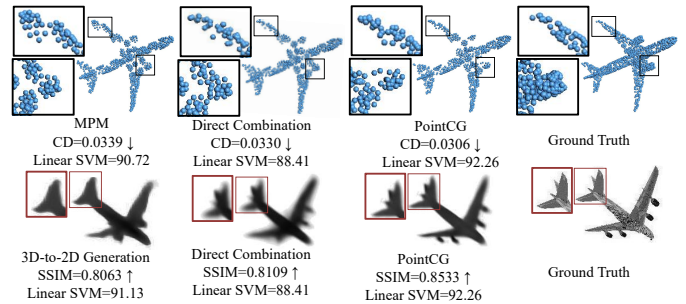 MPM
CD=0.0339 ↓
Linear SVM=90.72
Direct Combination
CD=0.0330 ↓
Linear SVM=88.41
PointCG
CD=0.0306 ↓
Linear SVM=92.26
Ground Truth
3D-to-2D Generation
SSIM=0.8063 ↑
Linear SVM=91.13
Direct Combination
SSIM=0.8109 ↑
Linear SVM=88.41
PointCG
SSIM=0.8533 ↑
Linear SVM=92.26
Ground Truth